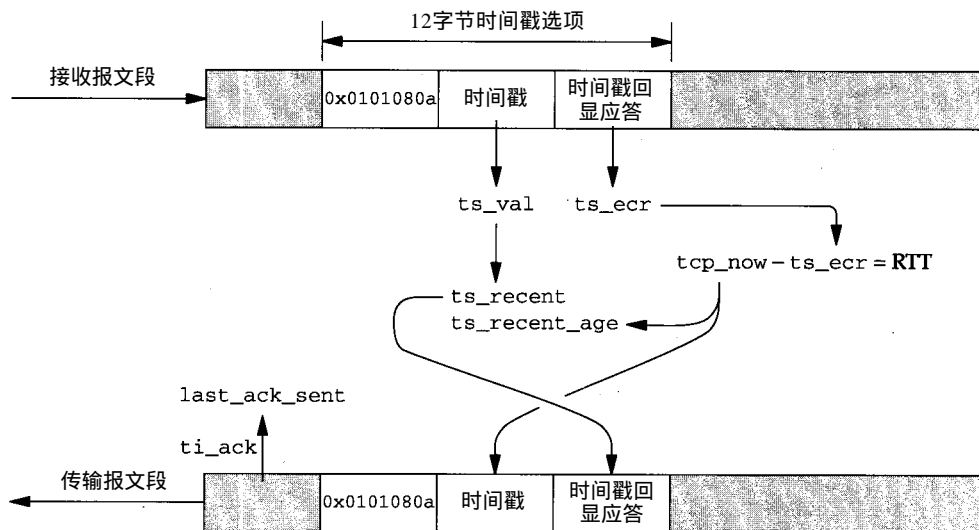 12字节时间戳选项
接收报文段
0x0101080a
时间戳
时间戳回
显应答
ts_val
ts_ecr
tcp_now－ts_ecr = RTT
ts_recent
ts_recent_age
last_ack_sent
ti_ack
传输报文段
0x0101080a
时间戳
时间戳回
显应答